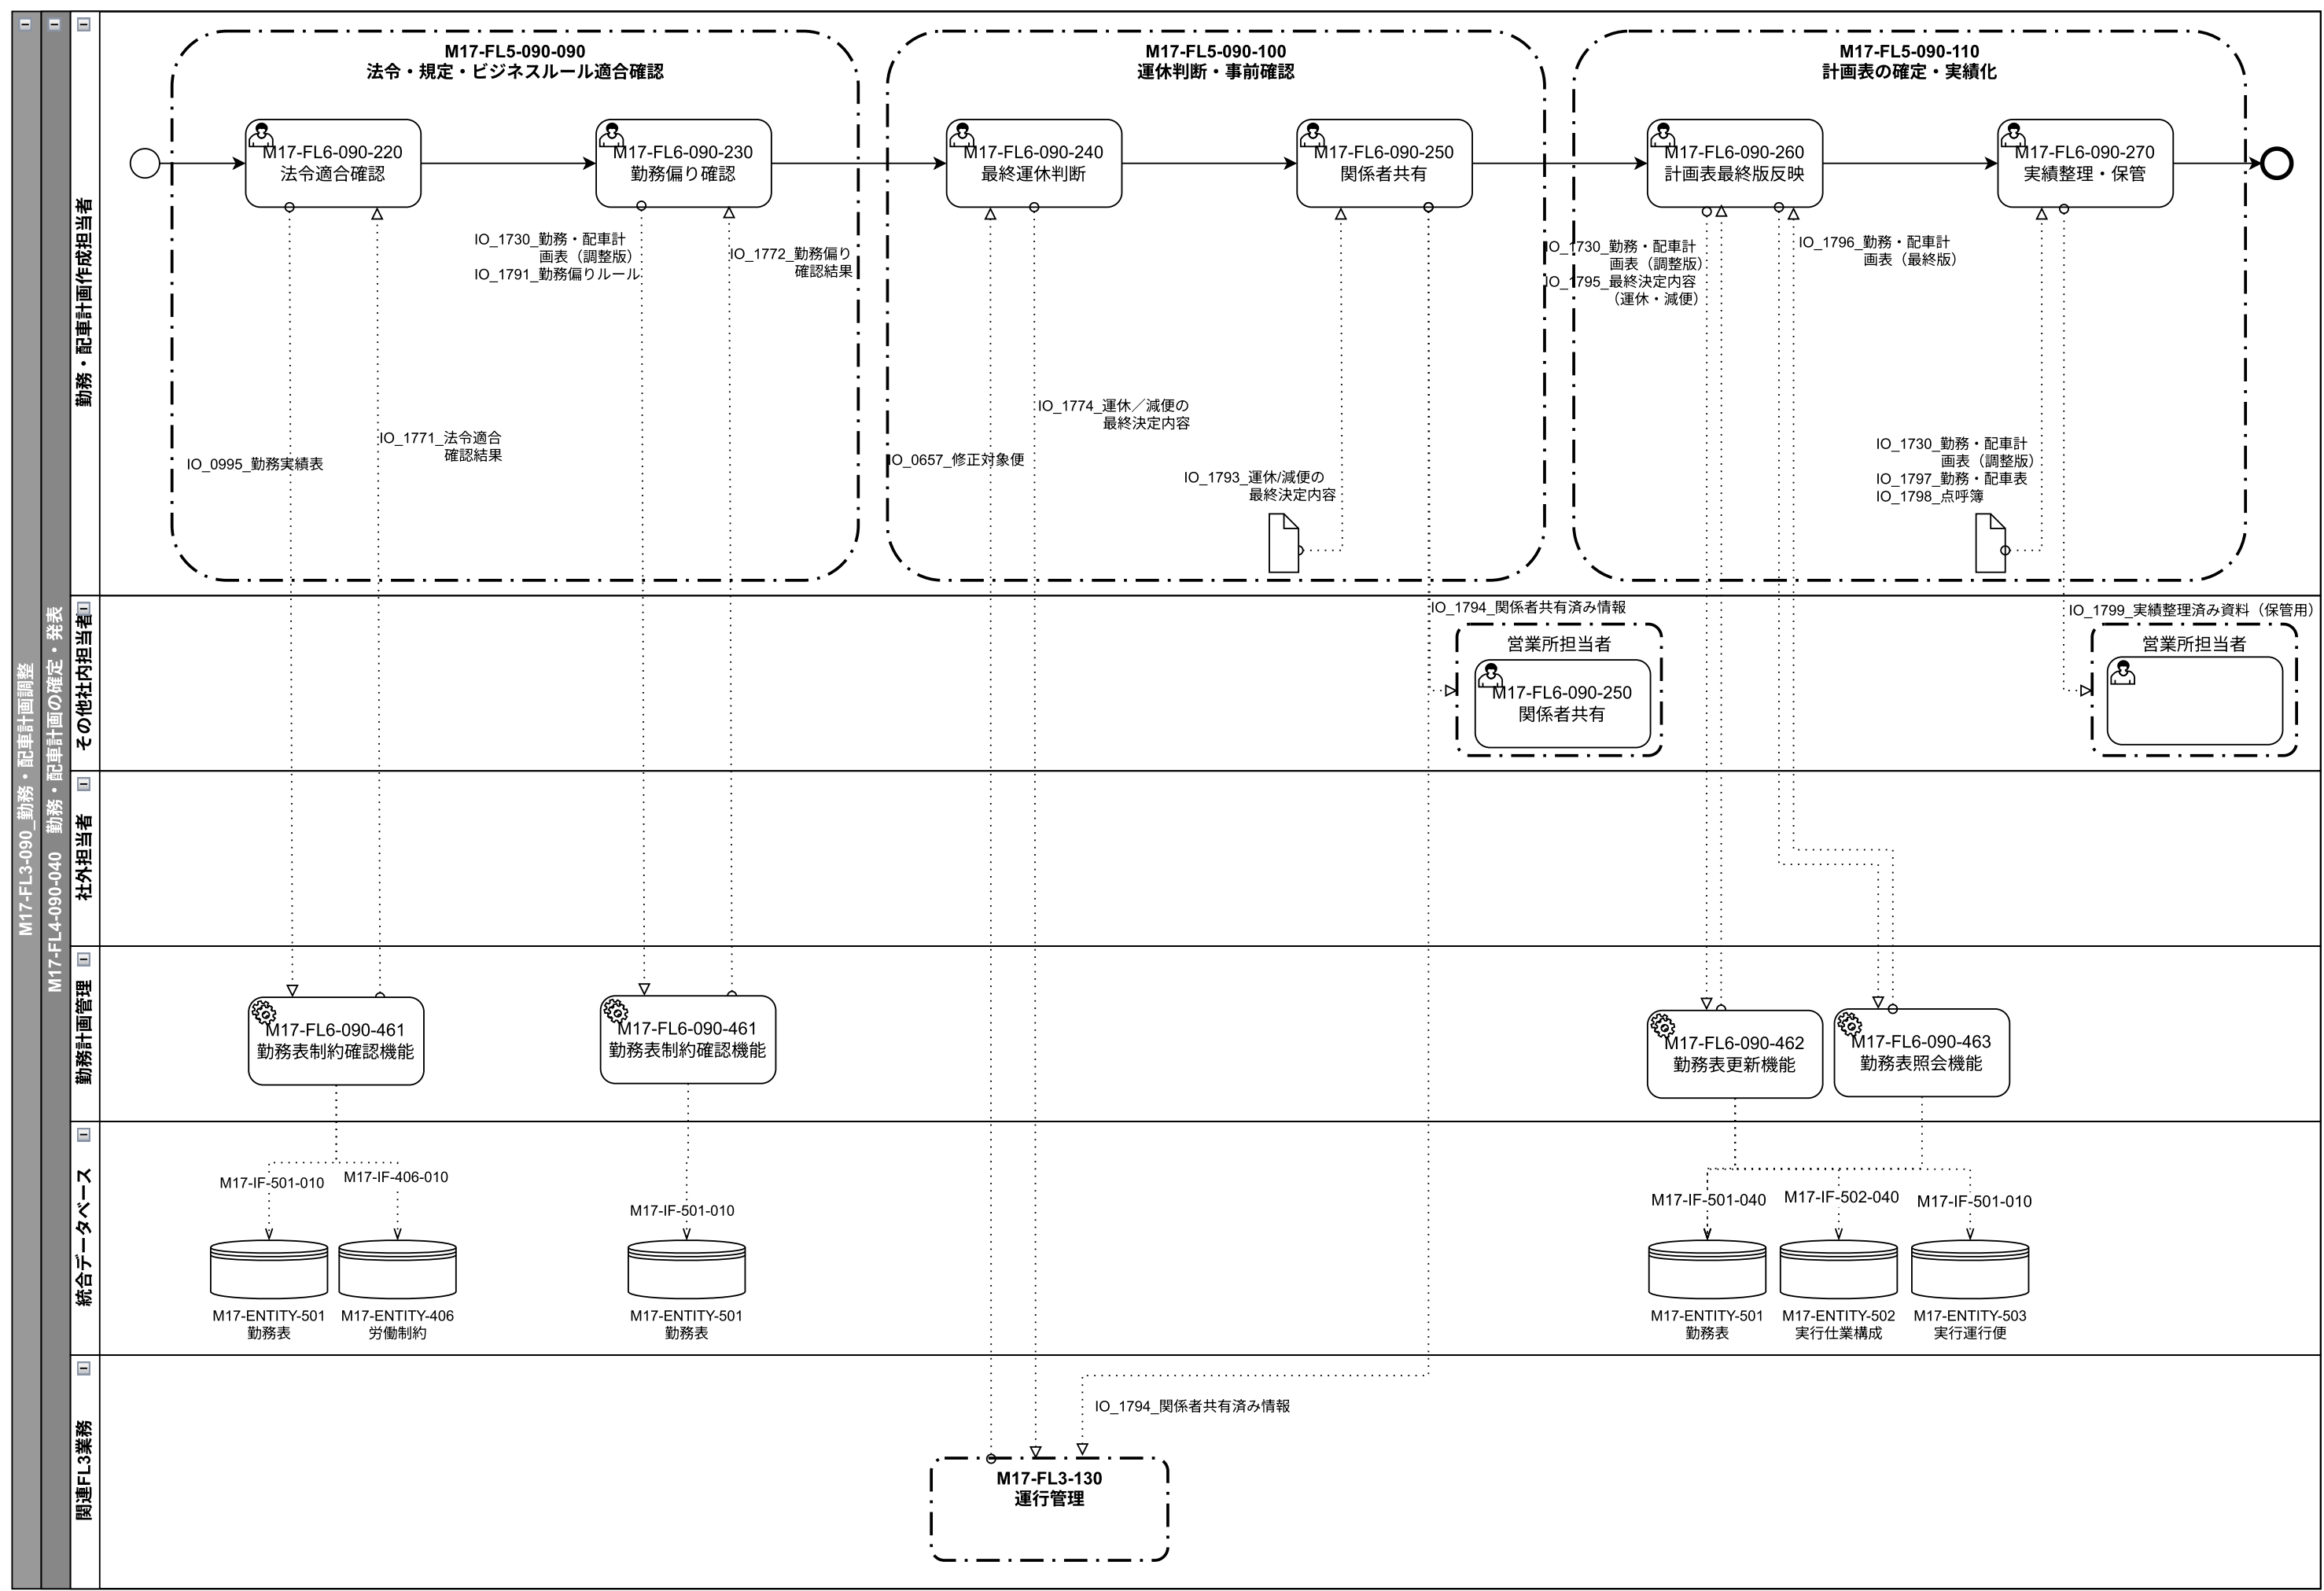 M17-FL3-090_勤務・配車計画調整
M17-FL4-090-040　勤務・配車計画の確定・発表
勤務・配車計画作成担当者
M17-FL5-090-090
法令・規定・ビジネスルール適合確認
M17-FL5-090-100
運休判断・事前確認
M17-FL5-090-110
計画表の確定・実績化
M17-FL6-090-220
法令適合確認
M17-FL6-090-230
勤務偏り確認
M17-FL6-090-240
最終運休判断
M17-FL6-090-250
関係者共有
M17-FL6-090-260
計画表最終版反映
M17-FL6-090-270
実績整理・保管
IO_0995_勤務実績表
IO_1771_法令適合
確認結果
IO_1730_勤務・配車計
画表（調整版）
IO_1791_勤務偏りルール
IO_1772_勤務偏り
確認結果
IO_0657_修正対象便
IO_1774_運休／減便の
最終決定内容
IO_1793_運休/減便の
最終決定内容
IO_1730_勤務・配車計
画表（調整版）
IO_1795_最終決定内容
（運休・減便）
IO_1796_勤務・配車計
画表（最終版）
IO_1730_勤務・配車計
画表（調整版）
IO_1797_勤務・配車表
IO_1798_点呼簿
その他社内担当者
IO_1794_関係者共有済み情報
営業所担当者
M17-FL6-090-250
関係者共有
IO_1799_実績整理済み資料（保管用）
営業所担当者
社外担当者
勤務計画管理
M17-FL6-090-461
勤務表制約確認機能
M17-FL6-090-461
勤務表制約確認機能
M17-FL6-090-462
勤務表更新機能
M17-FL6-090-463
勤務表照会機能
統合データベース
M17-IF-501-010
M17-IF-406-010
M17-IF-501-010
M17-IF-501-040
M17-IF-502-040
M17-IF-501-010
M17-ENTITY-501
勤務表
M17-ENTITY-406
労働制約
M17-ENTITY-501
勤務表
M17-ENTITY-501
勤務表
M17-ENTITY-502
実行仕業構成
M17-ENTITY-503
実行運行便
関連FL3業務
IO_1794_関係者共有済み情報
M17-FL3-130
運行管理